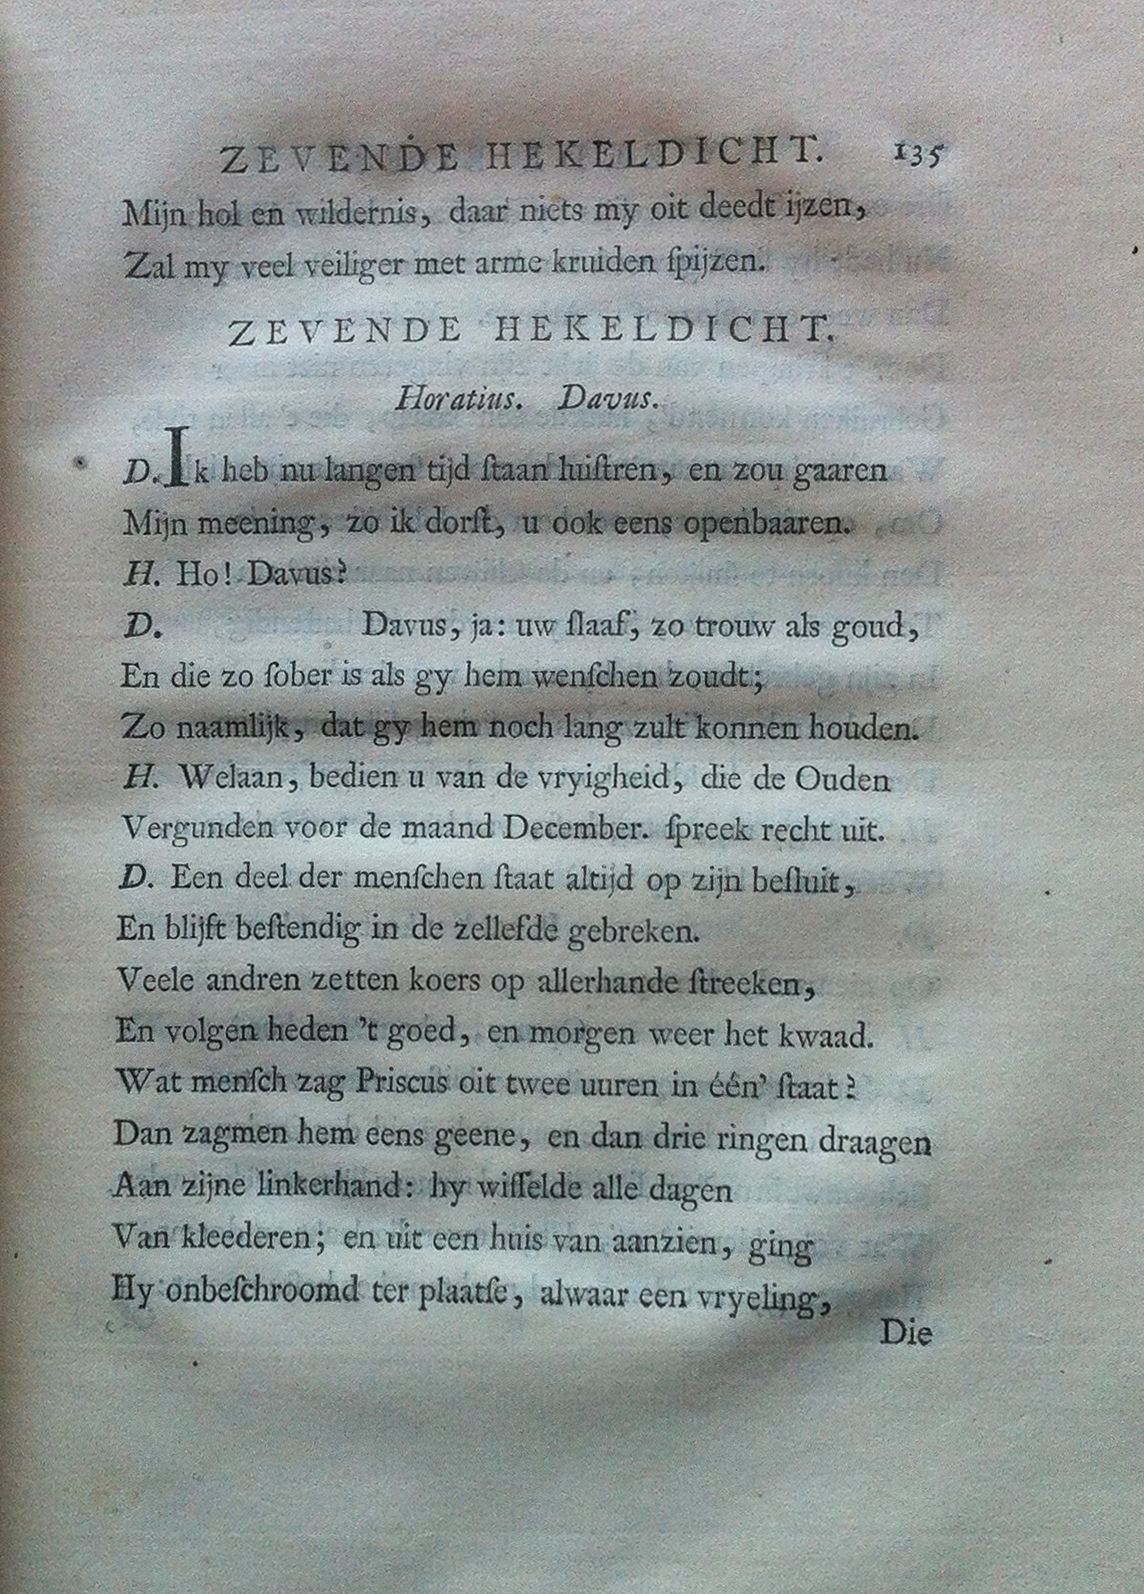 ZEVENDE HEKELDICHT. 135
Mijn hol en wildernis, daar niets my oit deedt ijzen,
Zal my veel veiliger met arme kruiden ſpijzen.
ZEVENDE HEKELDICHT.
Horatius. Davus.
D. Ik heb nu langen tijd ſtaan luiſtren, en zou gaaren
Mijn meening, zo ik dorſt, u ook eens openbaaren.
H. Ho! Davus?
D. Davus, ja: uw ſlaaf, zo trouw als goud,
En die zo ſober is als gy hem wenſchen zoudt;
Zo naamlijk, dat gy hem noch lang zult konnen houden.
H. Welaan, bedien u van de vryigheid, die de Ouden
Vergunden voor de maand December. ſpreek recht uit.
D. Een deel der menſchen ſtaat altijd op zijn beſluit,
En blijft beſtendig in de zellefde gebreken.
Veele andren zetten koers op allerhande ſtreeken,
En volgen heden 't goed, en morgen weer het kwaad.
Wat menſch zag Priscus oit twee uuren in één' ſtaat?
Dan zagmen hem eens geene, en dan drie ringen draagen
Aan zijne linkerhand: hy wiſſelde alle dagen
Van kleederen; en uit een huis van aanzien, ging
Hy onbeſchroomd ter plaatſe, alwaar een vryeling,
Die